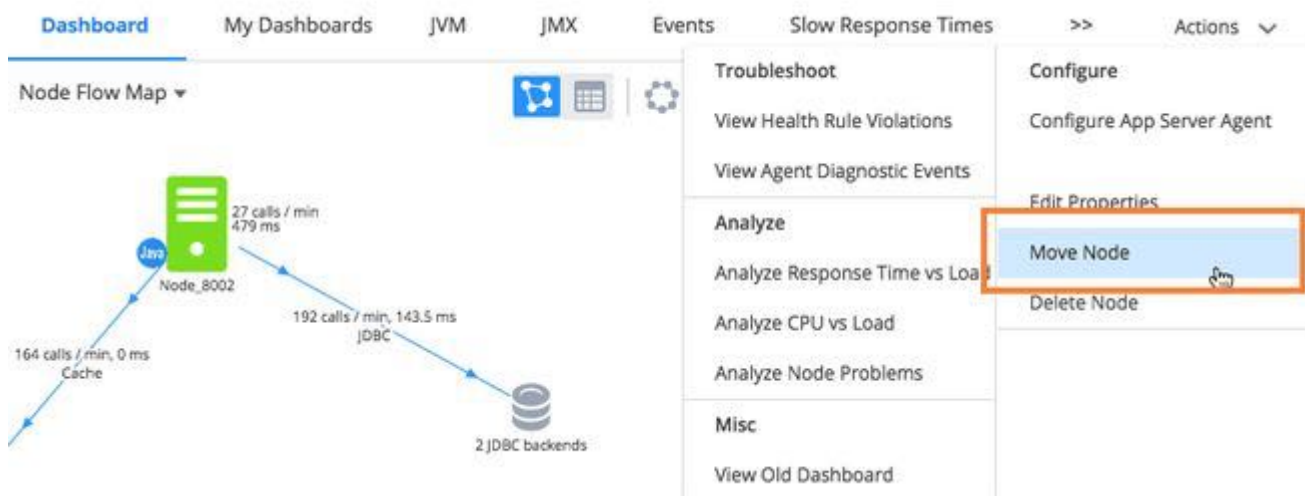 Dashboard My Dashboards JVM JMX Events Slow Response Times >> Actions
Node Flow Map
27 calls / min
479 ms
Java
Node_8002
192 calls / min, 143.5 ms
JDBC
164 calls / min, 0 ms
Cache
2 JDBC backends
Troubleshoot
View Health Rule Violations
View Agent Diagnostic Events
Analyze
Analyze Response Time vs Load
Analyze CPU vs Load
Analyze Node Problems
Misc
View Old Dashboard
Configure
Configure App Server Agent
Edit Properties
Move Node
Delete Node